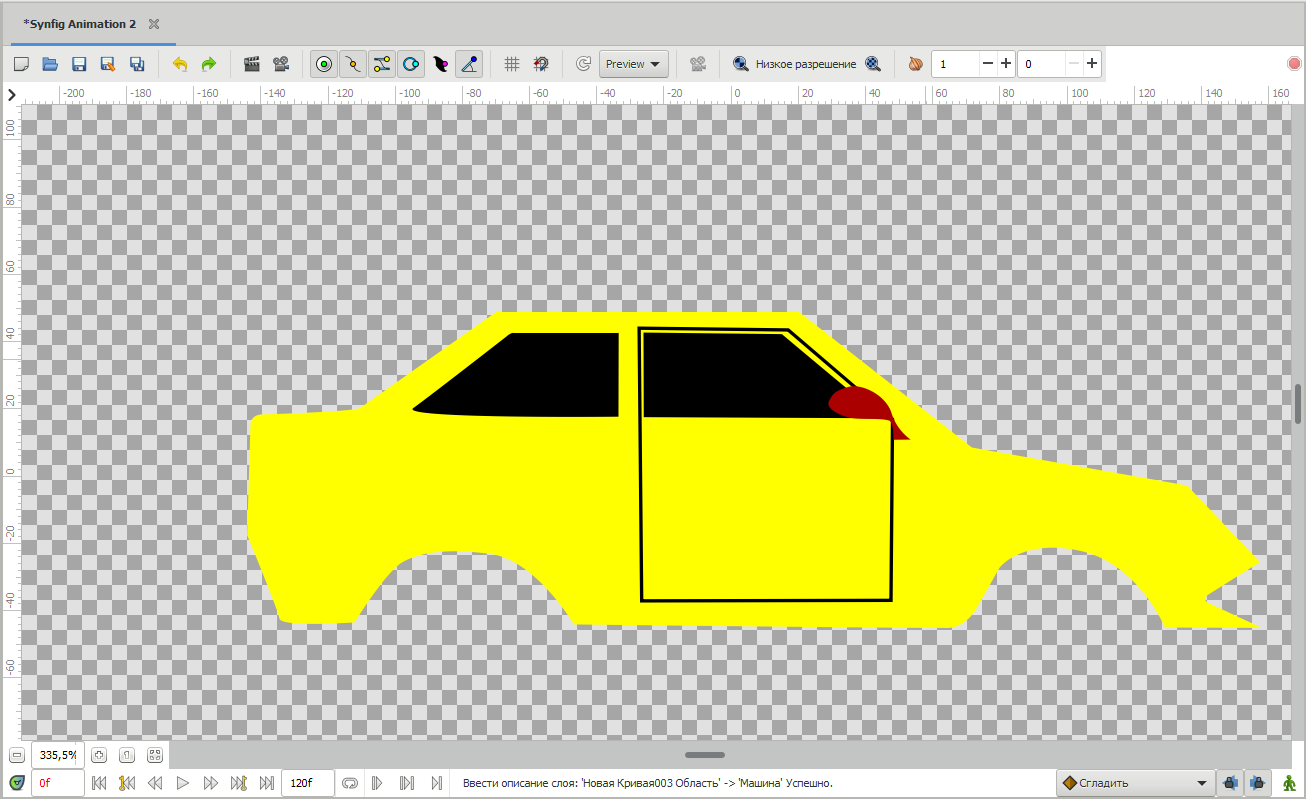 *Synfig Animation 2
Preview
Низкое разрешение
1
0
-200 -180 -160 -140 -120 -100 -80 -60 -40 -20 0 20 40 60 80 100 120 140 160
100
80
60
40
20
0
-20
-40
-60
335,5%
0f
120f
Ввести описание слоя: 'Новая Кривая003 Область' -> 'Машина' Успешно.
Сгладить